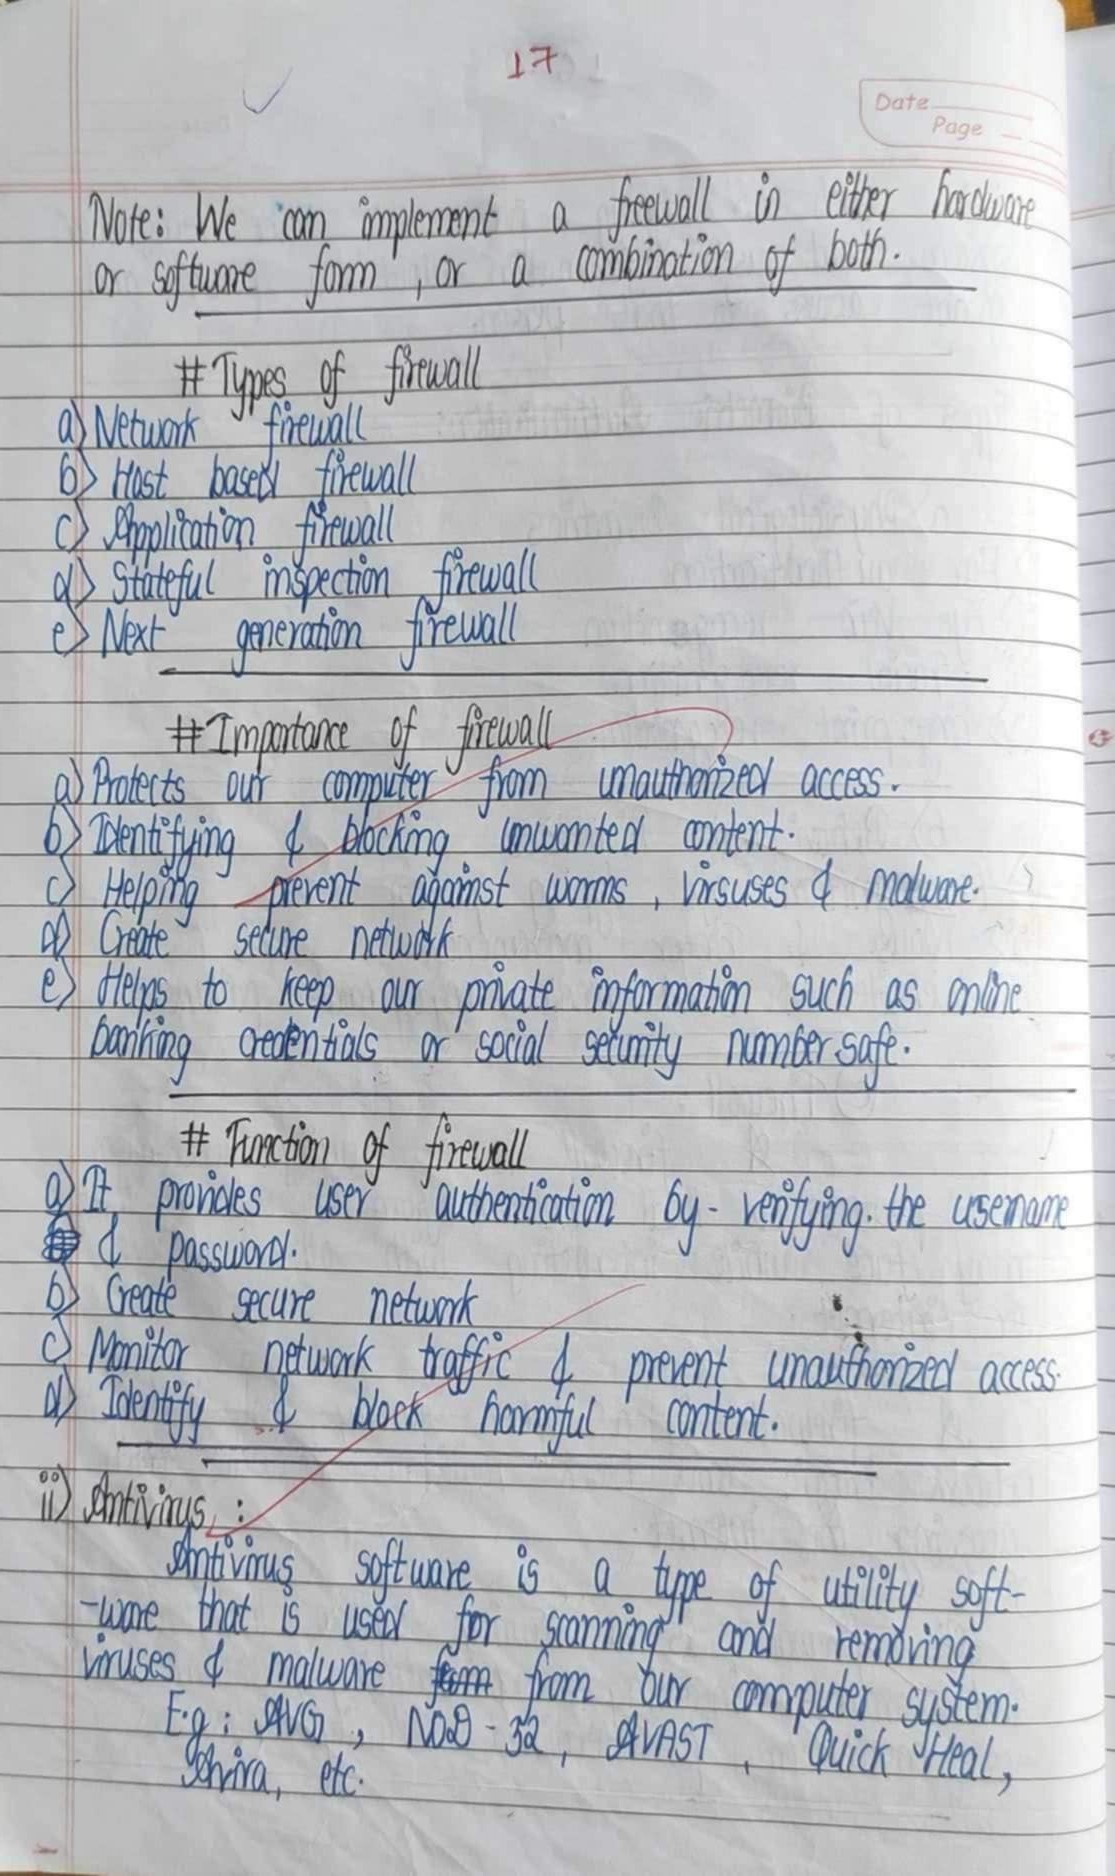 17
Date
Page
Note: We can implement a freewall in either hardware
or software form, or a combination of both.
# Types of firewall
a) Network firewall
b) Host based firewall
c) Application firewall
d) Stateful inspection firewall
e) Next generation firewall
# Importance of firewall
a) Protects our computer from unauthorized access.
b) Identifying & blocking unwanted content.
c) Helping prevent against worms, virsuses & malware.
d) Create secure network
e) Helps to keep our private information such as online
banking credentials or social security number safe.
# Function of firewall
a) It provides user authentication by - verifying. the username
& password.
b) Create secure network
c) Monitor network traffic & prevent unauthorized access.
d) Identify & block harmful content.
ii) Antivirus :
Antivirus software is a type of utility soft-
-ware that is used for scanning and removing
viruses & malware from our computer system.
E.g : AVG, NOD - 32, AVAST, Quick Heal,
Ahira, etc.